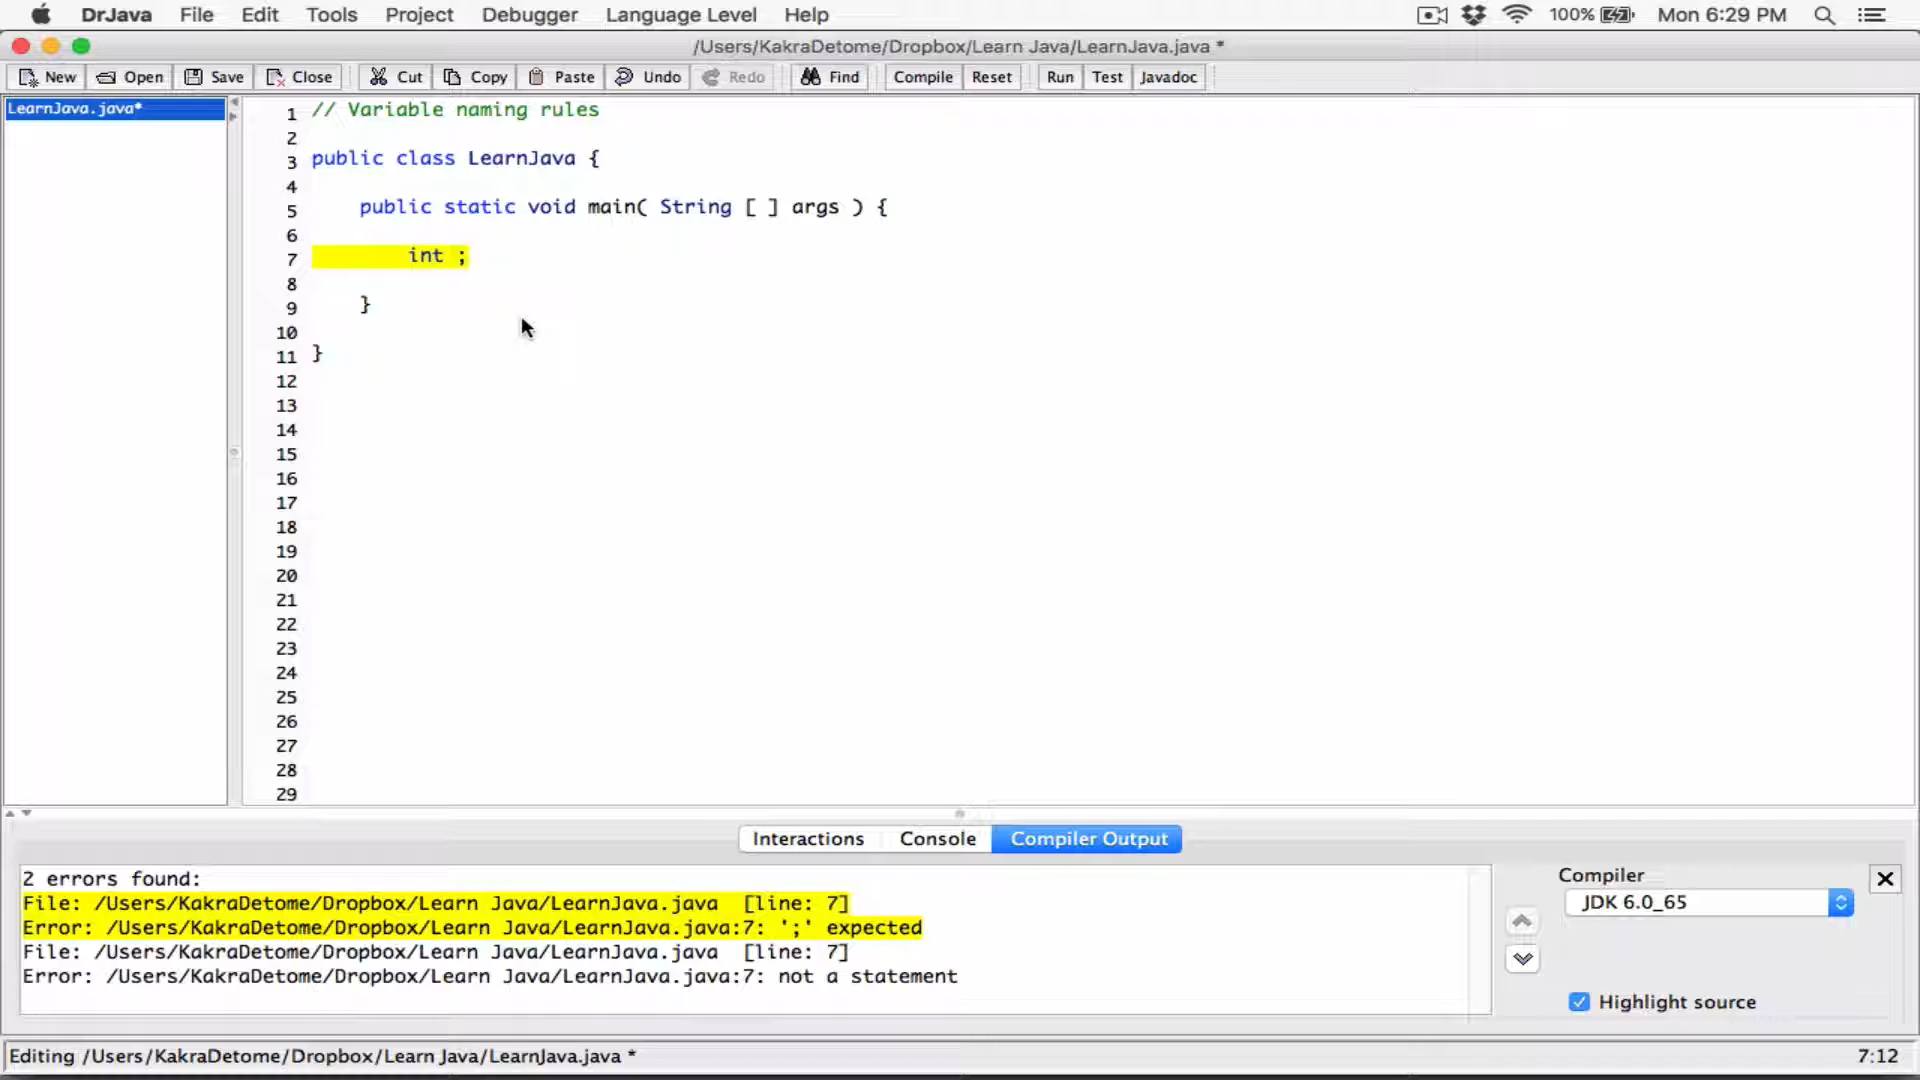 DrJava File Edit Tools Project Debugger Language Level Help 100% Mon 6:29 PM
/Users/KakraDetome/Dropbox/Learn Java/LearnJava.java *
New Open Save Close Cut Copy Paste Undo Redo Find Compile Reset Run Test Javadoc
LearnJava.java*
1 // Variable naming rules
2
3 public class LearnJava {
4
5 public static void main( String [ ] args ) {
6
7 int ;
8
9 }
10
11 }
12
13
14
15
16
17
18
19
20
21
22
23
24
25
26
27
28
29
Interactions Console Compiler Output
2 errors found:
File: /Users/KakraDetome/Dropbox/Learn Java/LearnJava.java [line: 7]
Error: /Users/KakraDetome/Dropbox/Learn Java/LearnJava.java:7: ';' expected
File: /Users/KakraDetome/Dropbox/Learn Java/LearnJava.java [line: 7]
Error: /Users/KakraDetome/Dropbox/Learn Java/LearnJava.java:7: not a statement
Compiler
JDK 6.0_65
Highlight source
Editing /Users/KakraDetome/Dropbox/Learn Java/LearnJava.java * 7:12